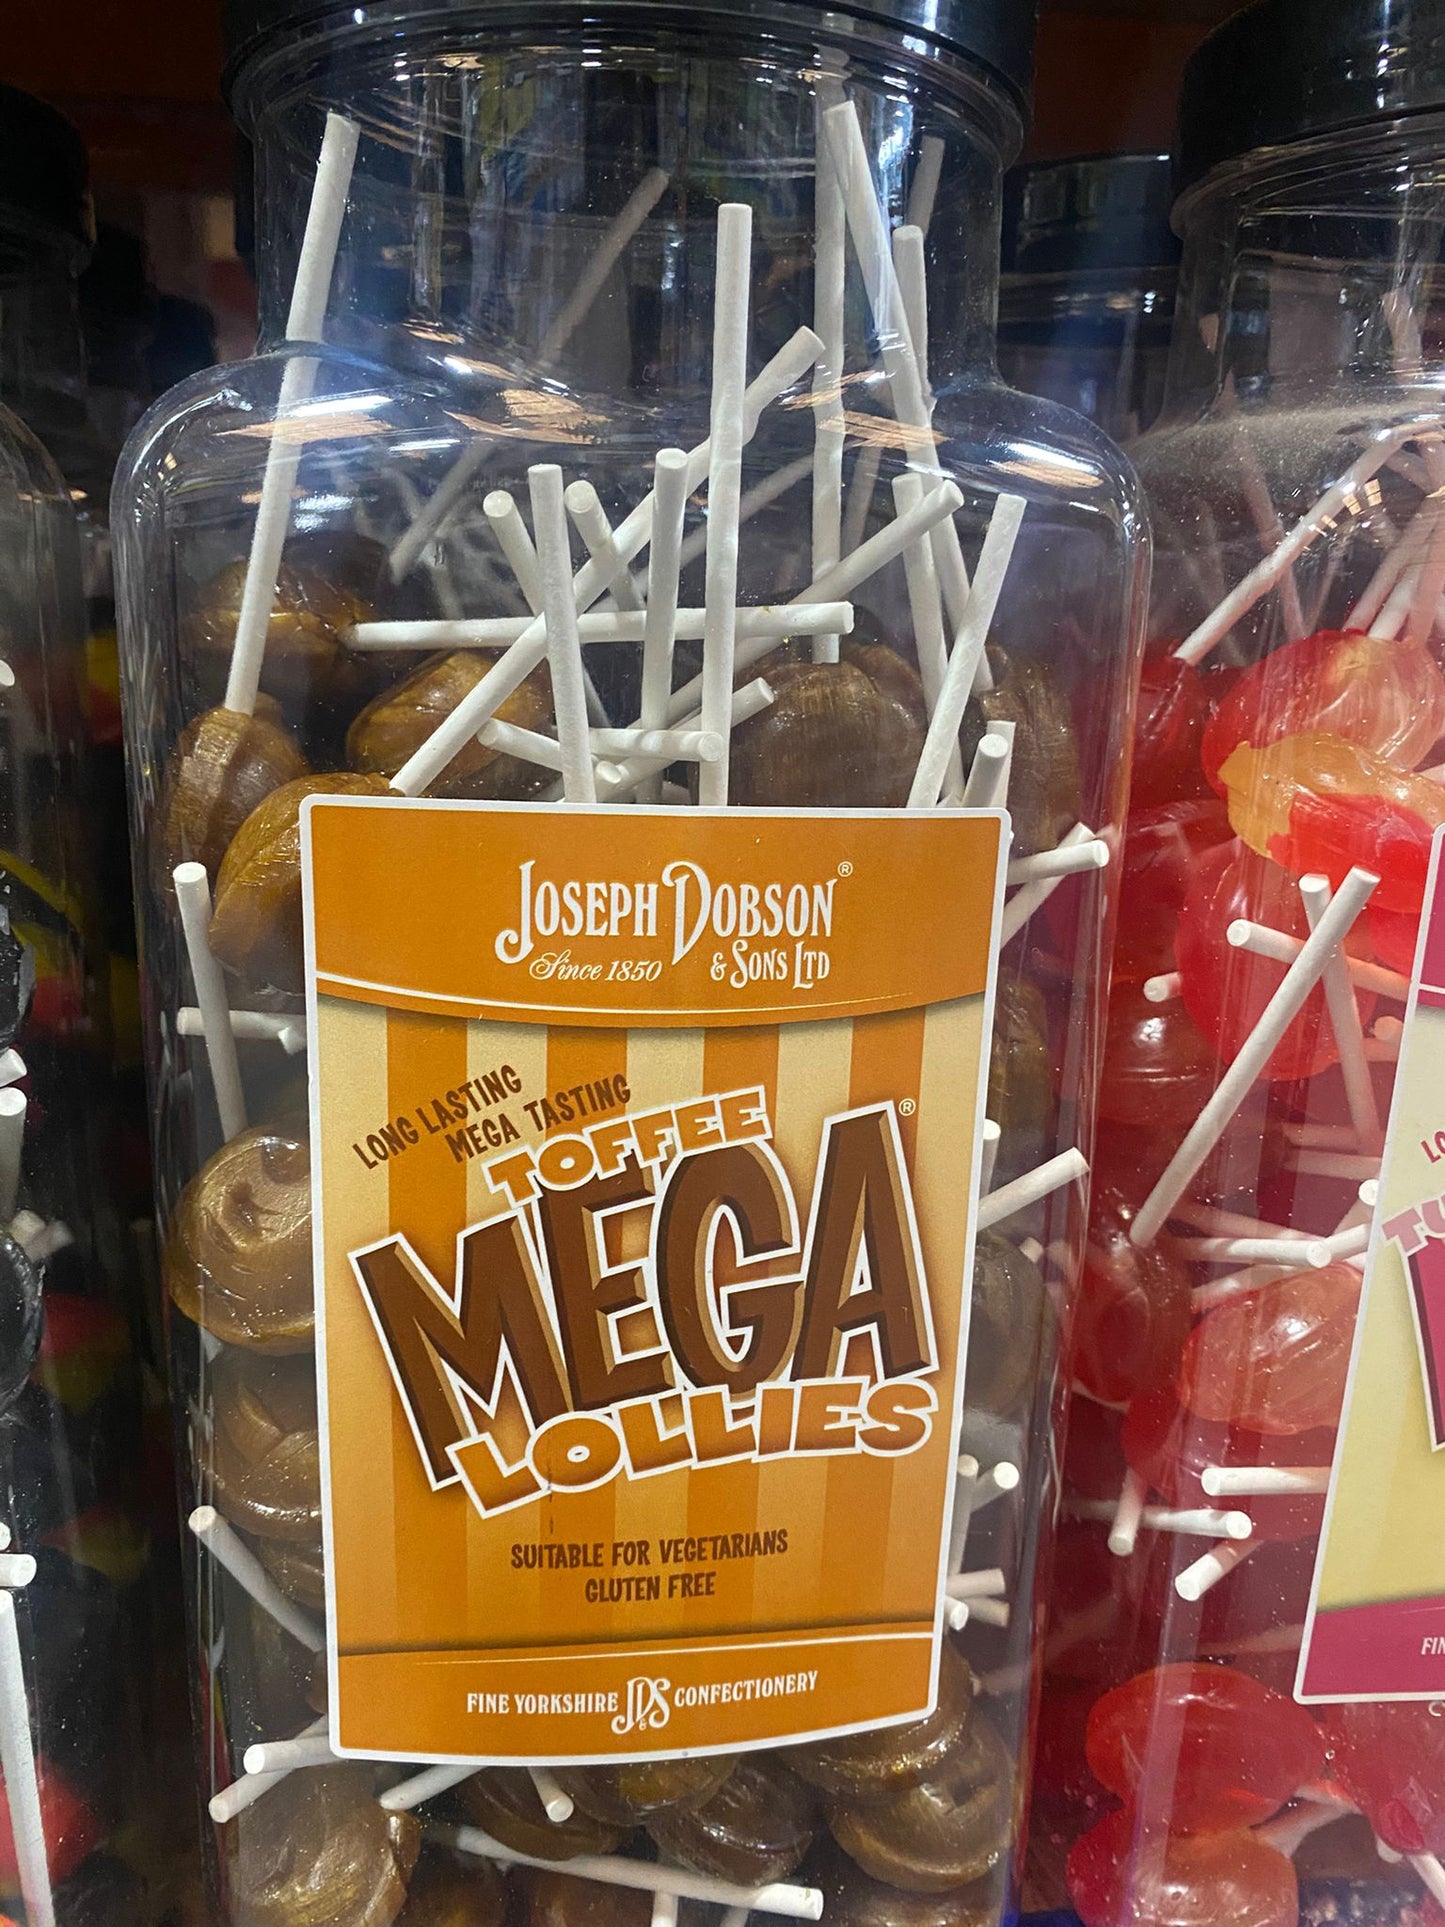 JOSEPH DOBSON®
Since 1850 & SONS LTD
LONG LASTING
MEGA TASTING
TOFFEE
MEGA®
LOLLIES
SUITABLE FOR VEGETARIANS
GLUTEN FREE
FINE YORKSHIRE JD&S CONFECTIONERY